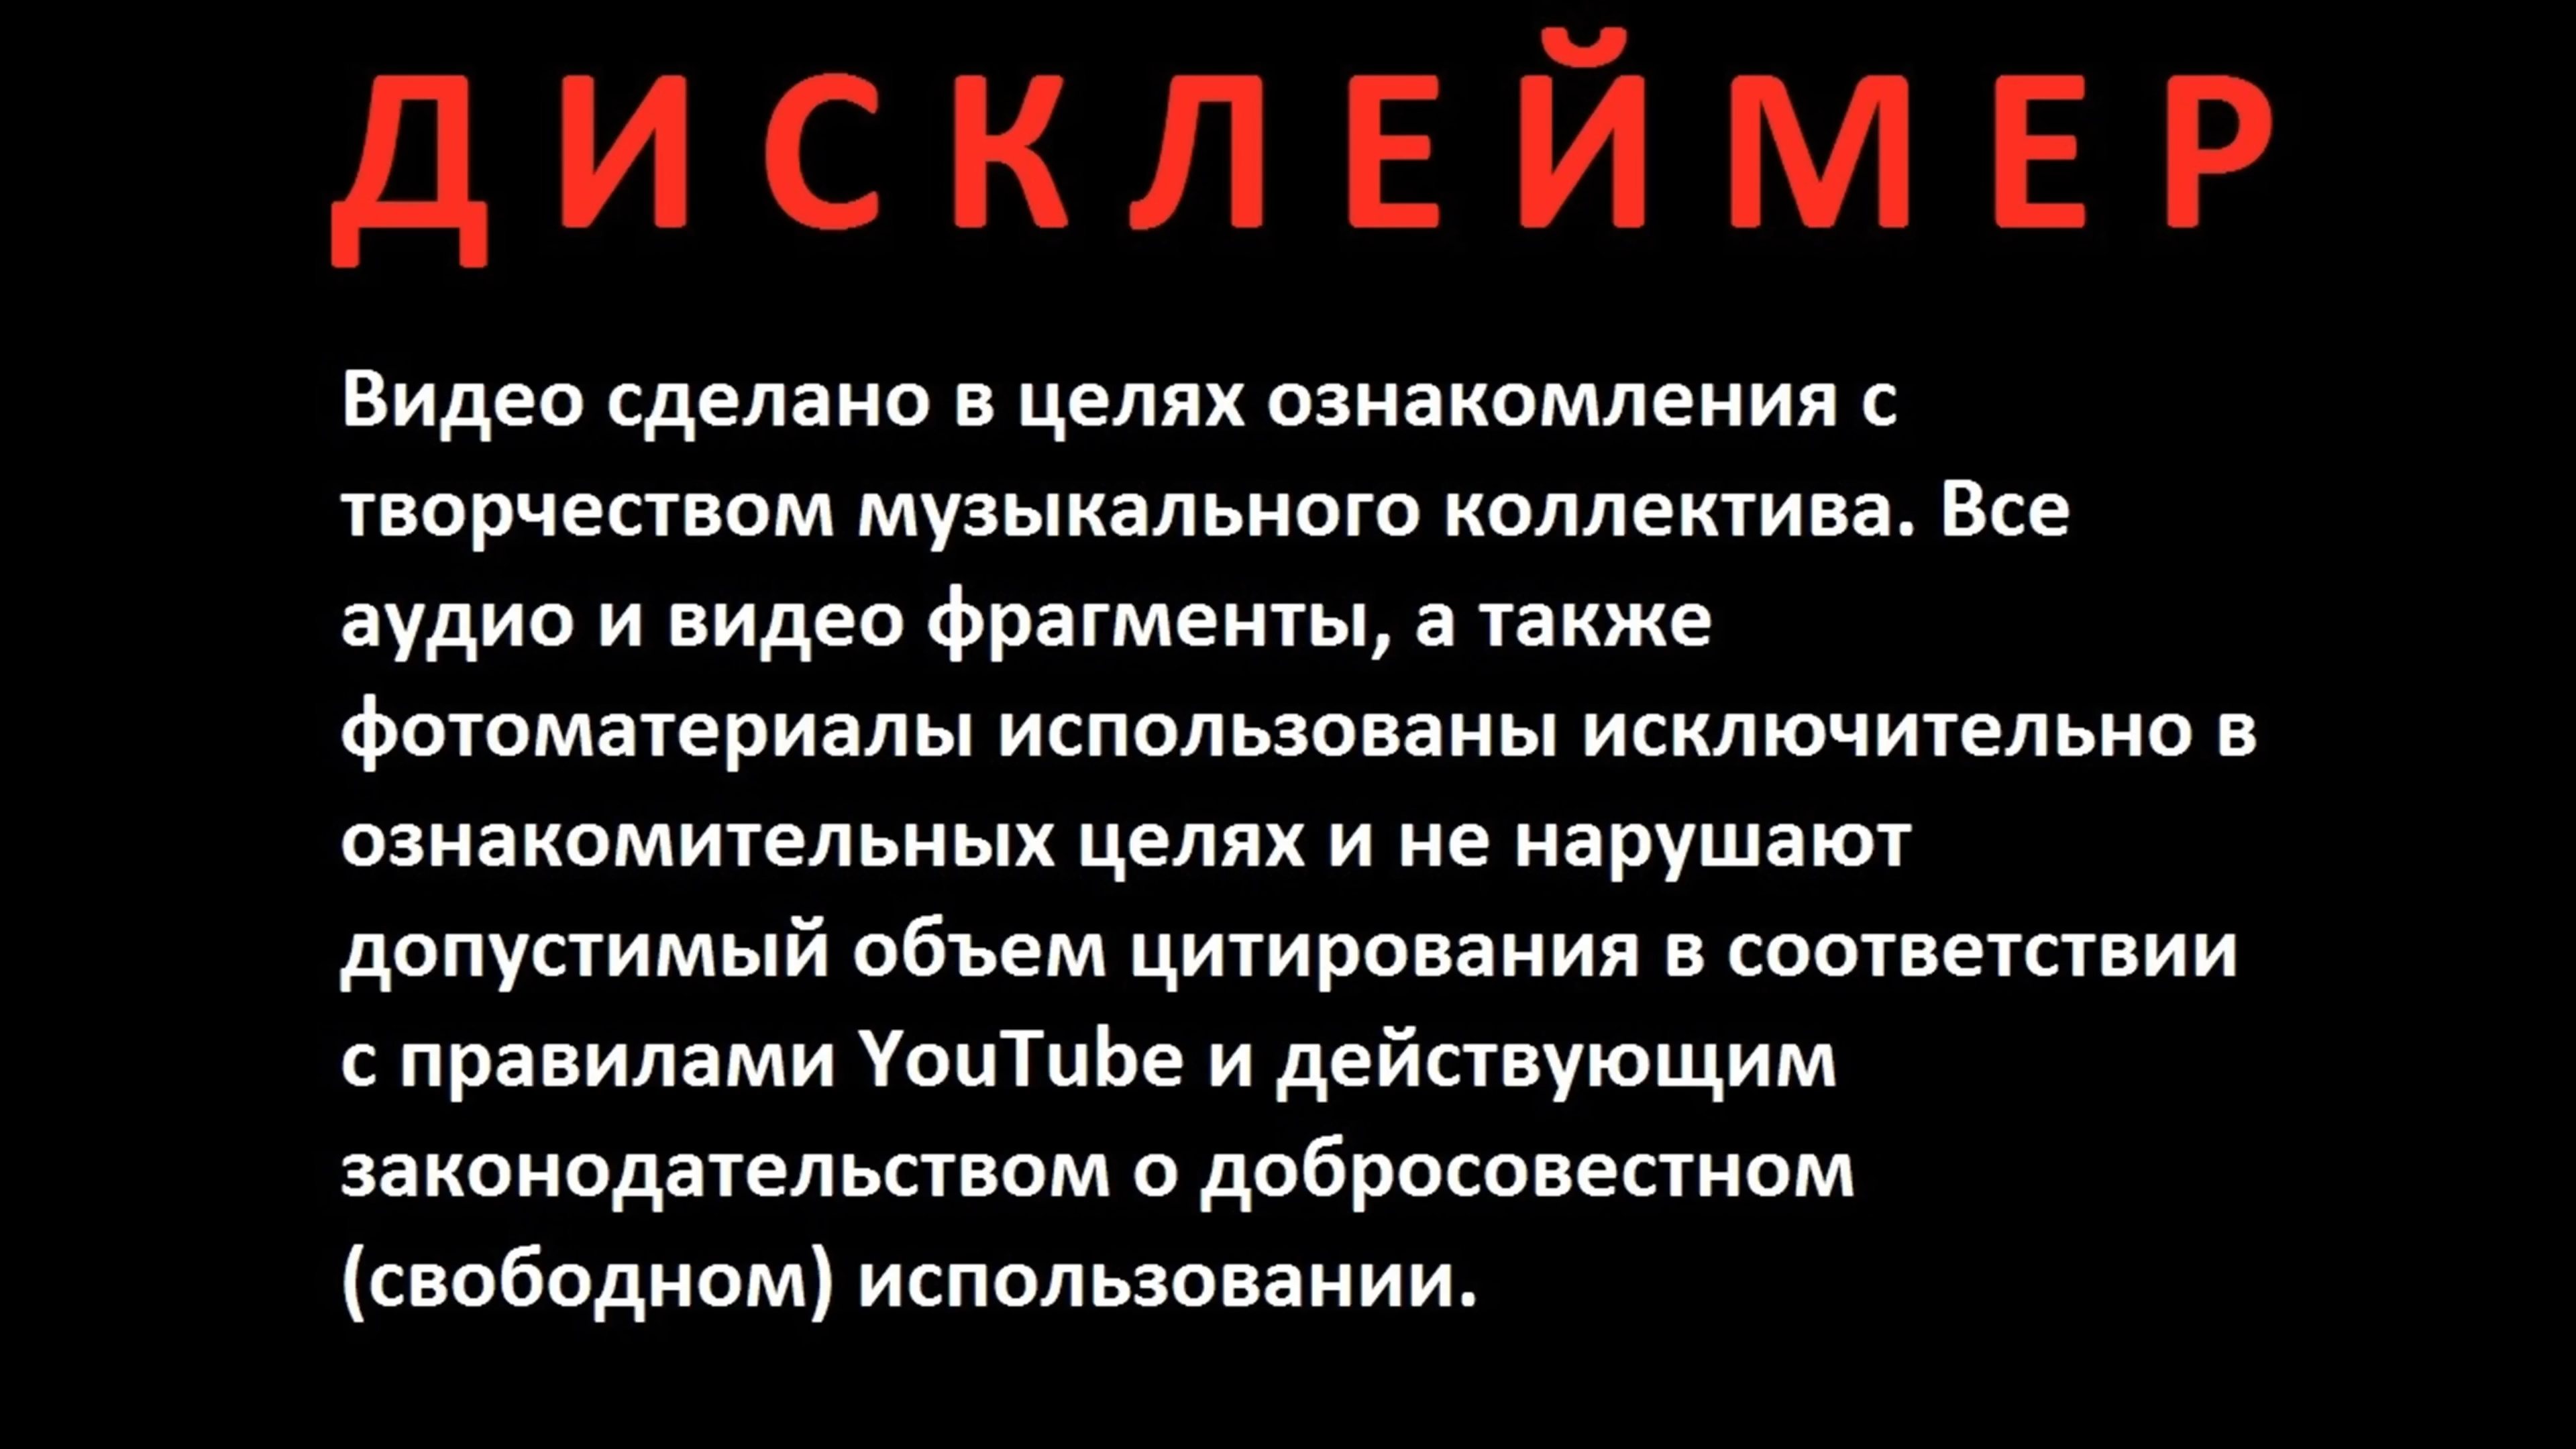 ДИСКЛЕЙМЕР
Видео сделано в целях ознакомления с
творчеством музыкального коллектива. Все
аудио и видео фрагменты, а также
фотоматериалы использованы исключительно в
ознакомительных целях и не нарушают
допустимый объем цитирования в соответствии
с правилами YouTube и действующим
законодательством о добросовестном
(свободном) использовании.